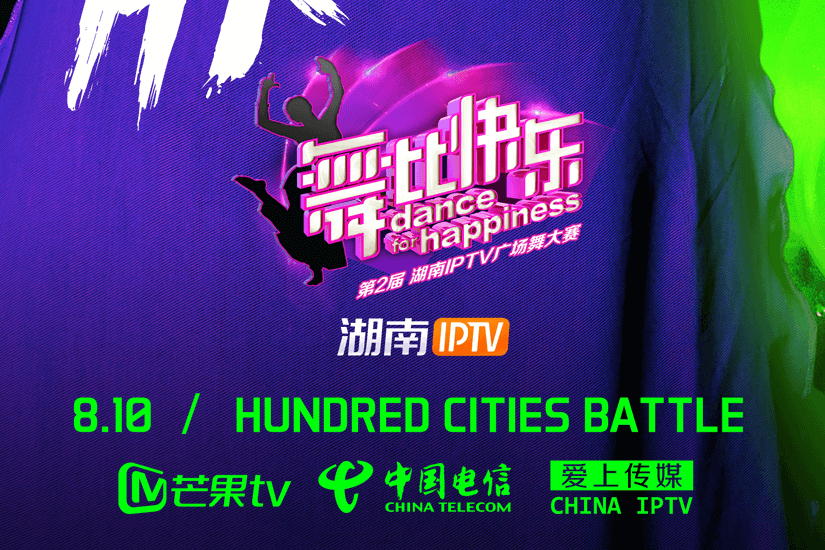 舞比快乐
dance
for happiness
第2届 湖南IPTV广场舞大赛
湖南IPTV
8.10 / HUNDRED CITIES BATTLE
芒果tv 中国电信 爱上传媒
CHINA TELECOM CHINA IPTV